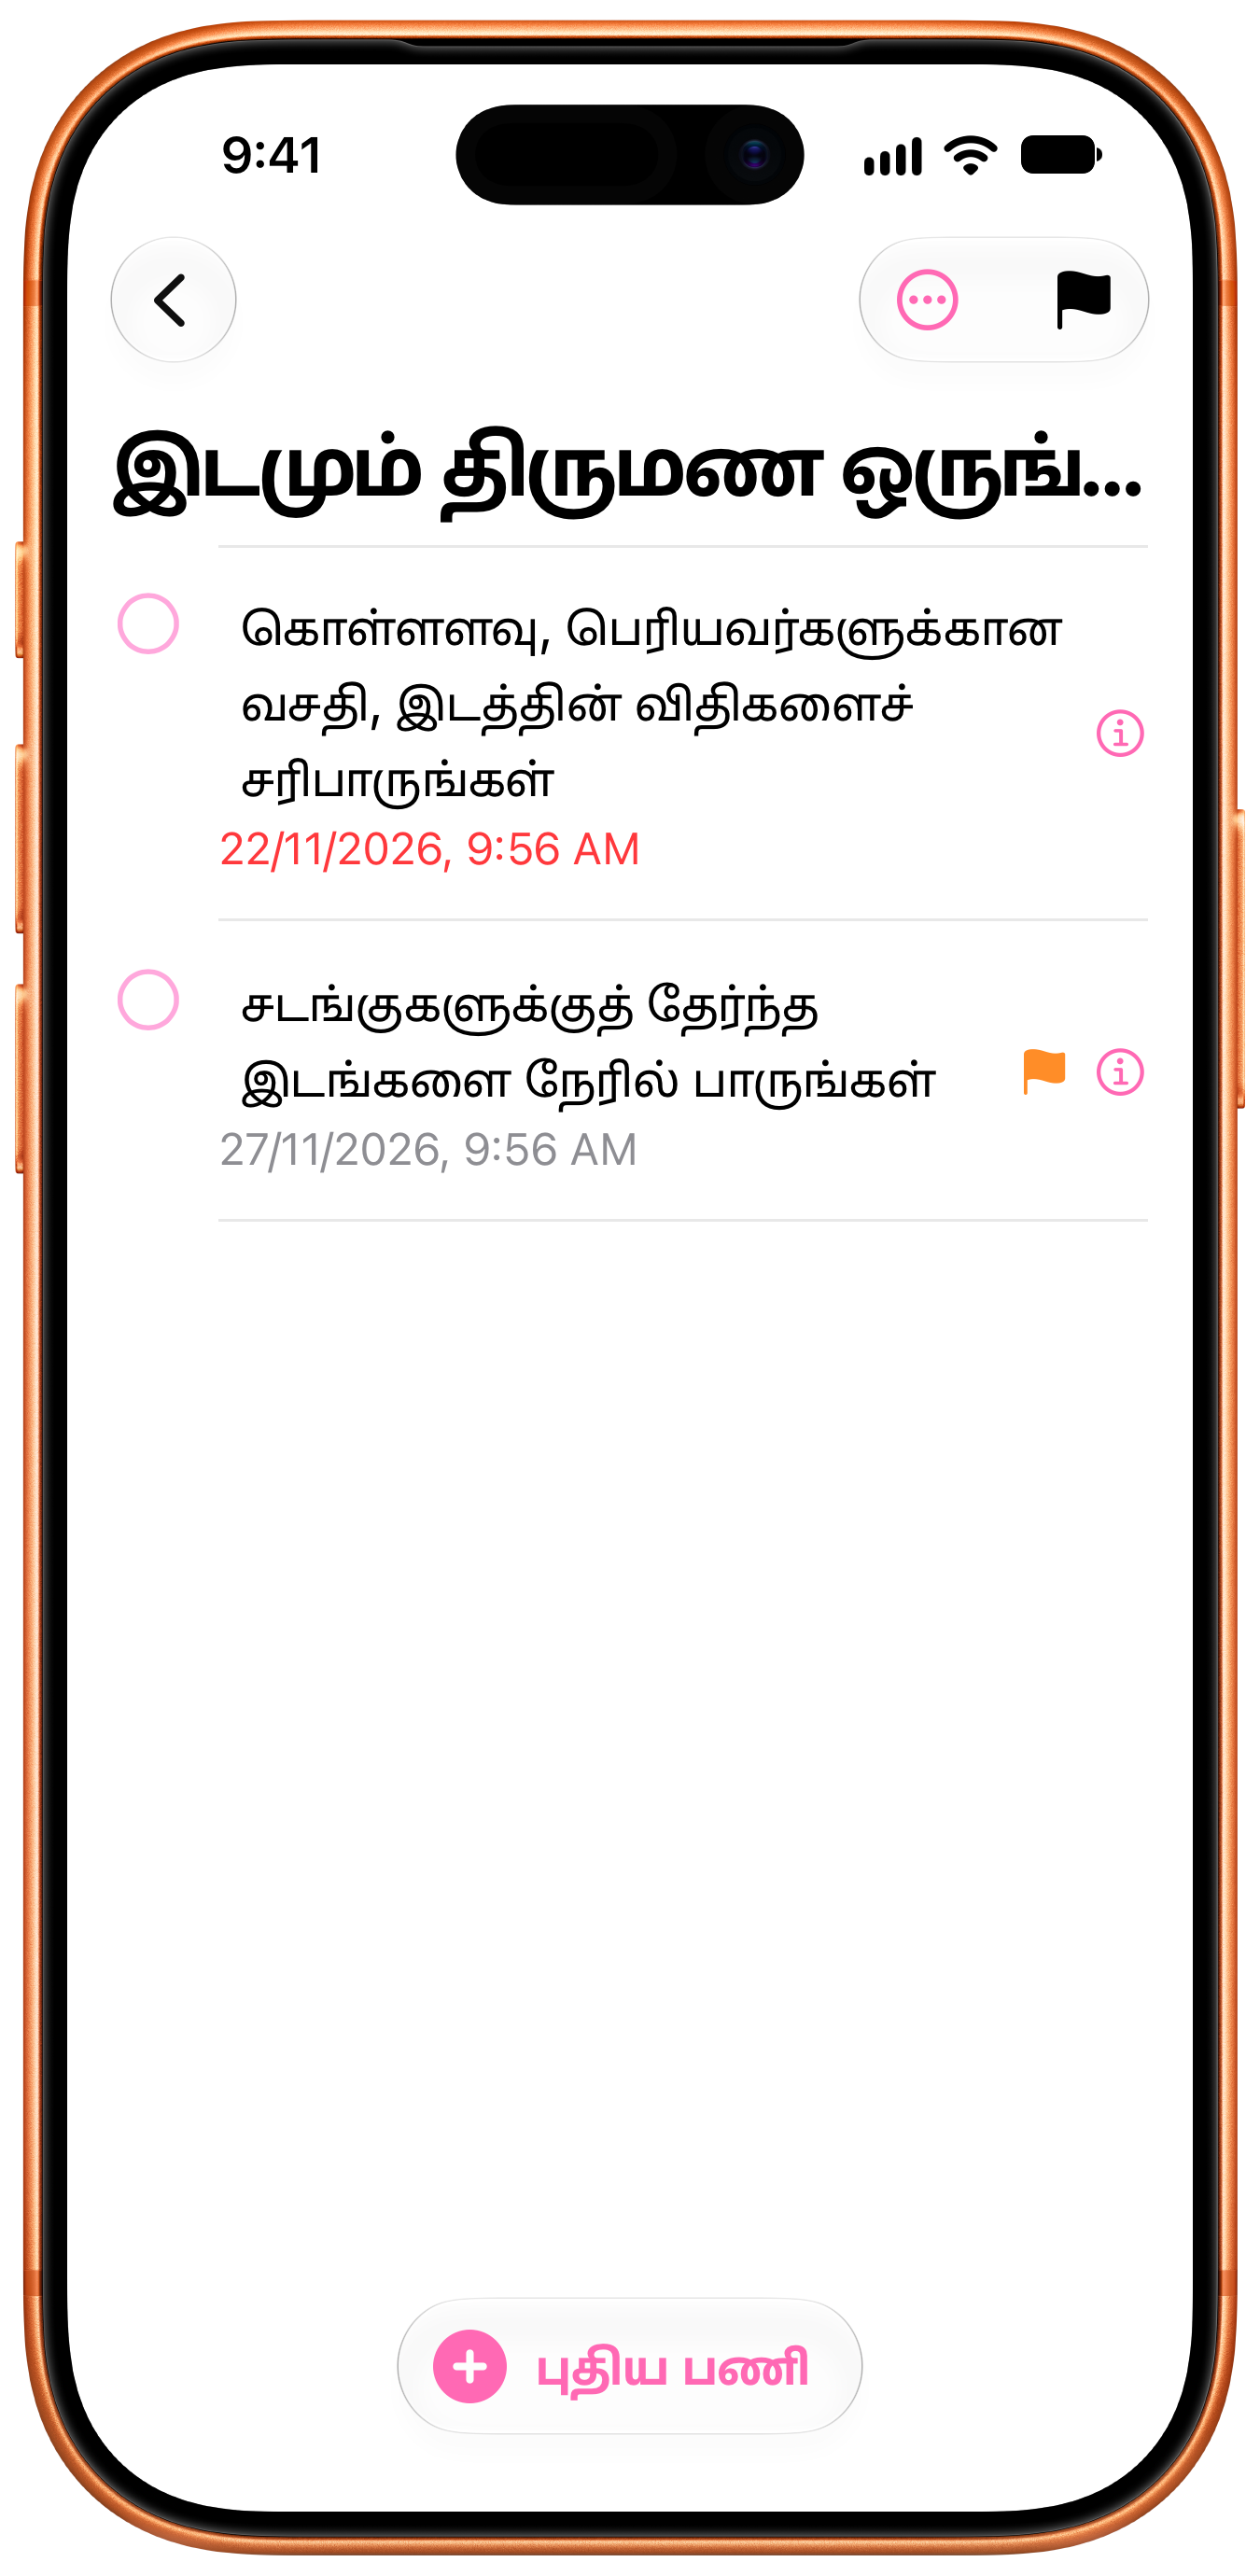 9:41
இடமும் திருமண ஒருங்...
கொள்ளளவு, பெரியவர்களுக்கான
வசதி, இடத்தின் விதிகளைச்
சரிபாருங்கள்
22/11/2026, 9:56 AM
சடங்குகளுக்குத் தேர்ந்த
இடங்களை நேரில் பாருங்கள்
27/11/2026, 9:56 AM
புதிய பணி